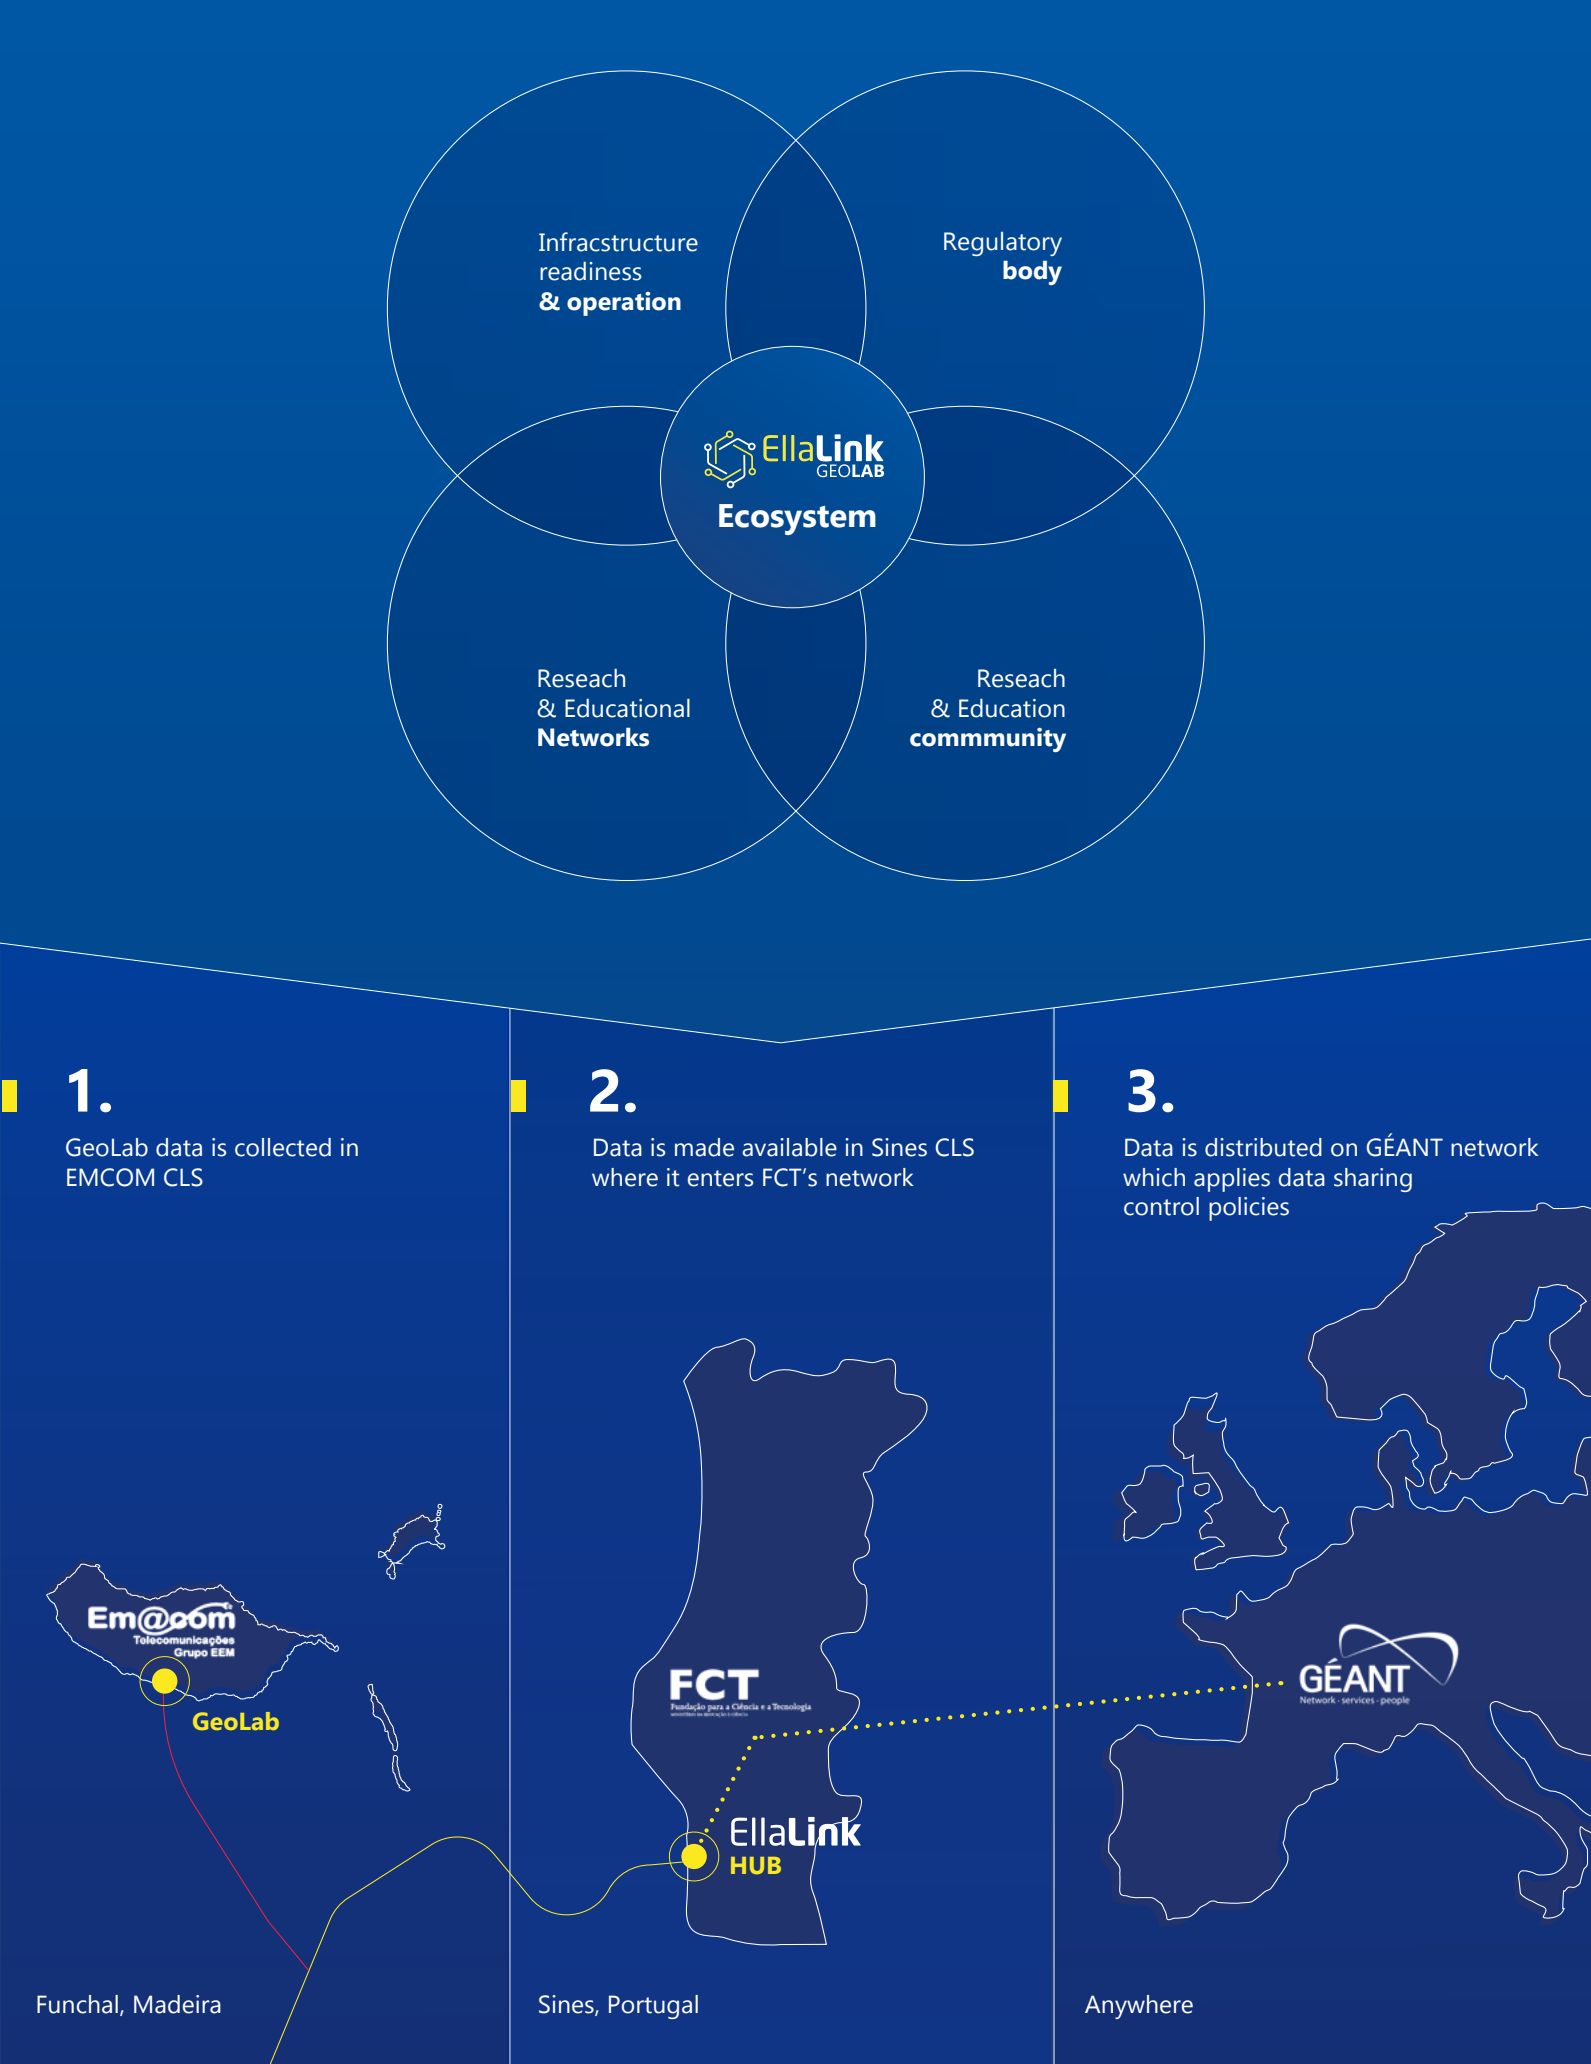 Infracstructure
readiness
& operation
Regulatory
body
EllaLink
GEOLAB
Ecosystem
Reseach
& Educational
Networks
Reseach
& Education
commmunity
1.
GeoLab data is collected in
EMCOM CLS
2.
Data is made available in Sines CLS
where it enters FCT’s network
3.
Data is distributed on GÉANT network
which applies data sharing
control policies
Em@com
Telecomunicações
Grupo EEM
GeoLab
FCT
Fundação para a Ciência e a Tecnologia
EllaLink
HUB
GÉANT
Network · services · people
Funchal, Madeira
Sines, Portugal
Anywhere